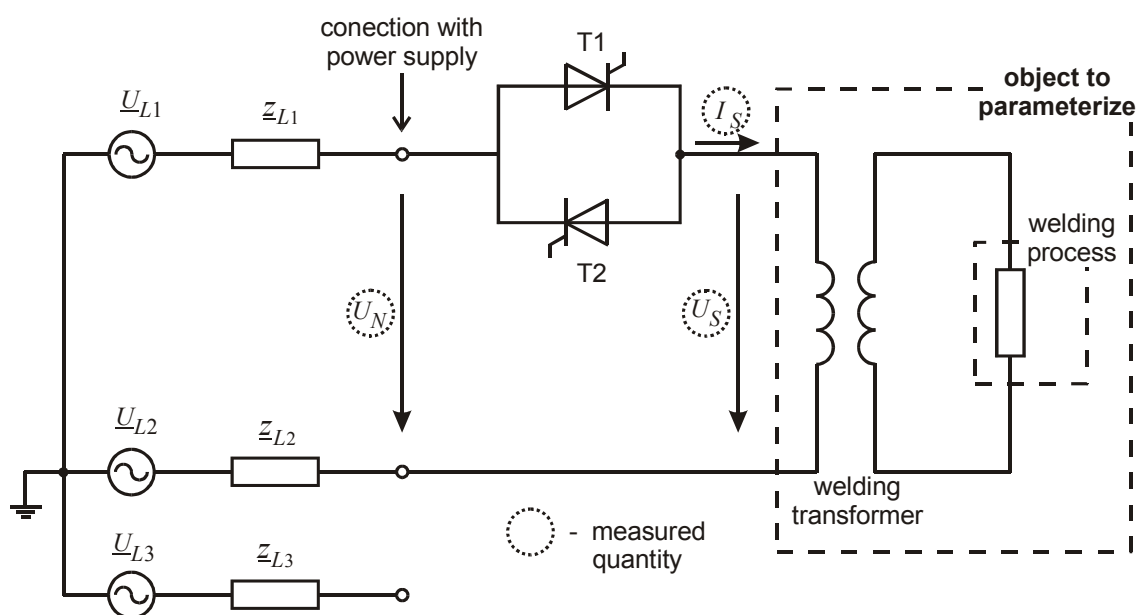 conection with
power supply
T1
object to
parameterize
U_L1
z_L1
I_S
welding
process
T2
U_N
U_S
U_L2
z_L2
welding
transformer
- measured
quantity
U_L3
z_L3